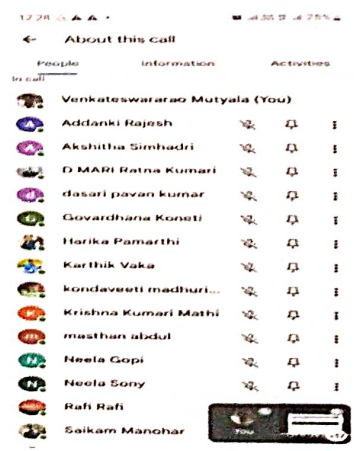 12:28
75%
About this call
People Information Activities
In call
Venkateswararao Mutyala (You)
Addanki Rajesh
Akshitha Simhadri
D MARI Ratna Kumari
dasari pavan kumar
Govardhana Koneti
Harika Pamarthi
Karthik Vaka
kondaveeti madhuri...
Krishna Kumari Mathi
masthan abdul
Neela Gopi
Neela Sony
Rafi Rafi
Saikam Manohar
You